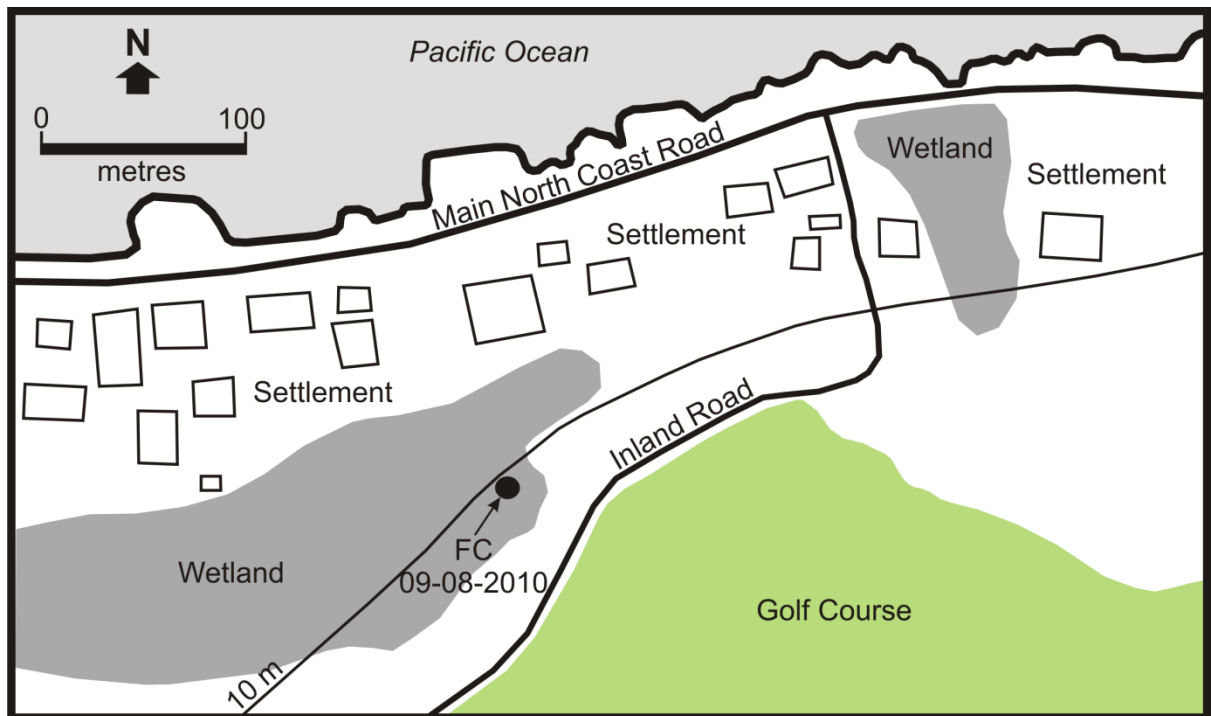 N
Pacific Ocean
0 100
metres
Main North Coast Road
Wetland
Settlement
Settlement
Settlement
Inland Road
FC
09-08-2010
Wetland
Golf Course
10 m